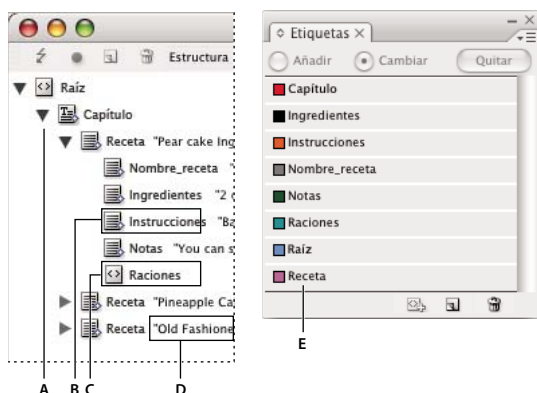 Estructura
Raíz
Capítulo
Receta "Pear cake Ing
Nombre_receta "
Ingredientes "2 c
Instrucciones "Ba
Notas "You can s
Raciones
Receta "Pineapple Ca
Receta "Old Fashione
A B C D
Etiquetas
Añadir Cambiar Quitar
Capítulo
Ingredientes
Instrucciones
Nombre_receta
Notas
Raciones
Raíz
Receta
E